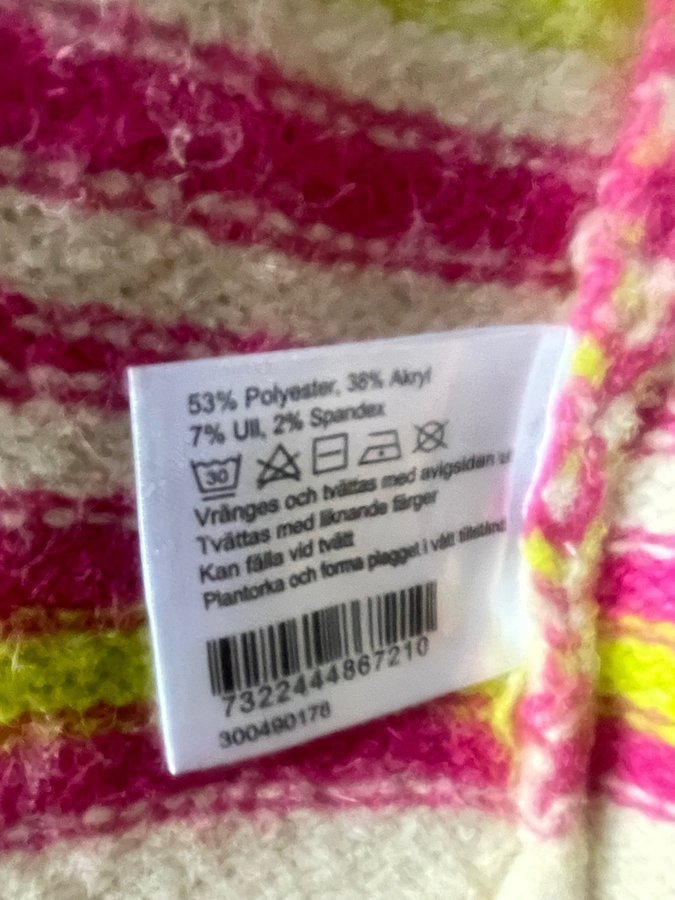 53% Polyester, 38% Akryl
7% Ull, 2% Spandex
30
Vränges och tvättas med avigsidan
Tvättas med liknande färger
Kan fälla vid tvätt
Plantorka och forma plagget i vått tillstånd
7322444867210
300490178